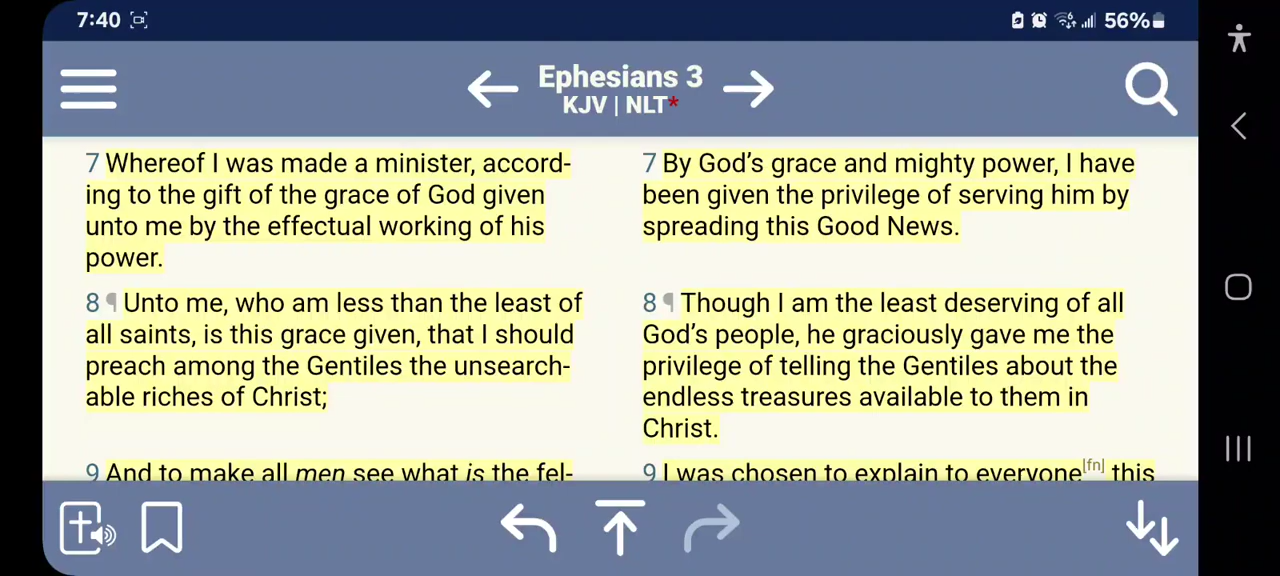 7:40 56%
Ephesians 3
KJV | NLT*
7 Whereof I was made a minister, accord-
ing to the gift of the grace of God given
unto me by the effectual working of his
power.
8 ¶ Unto me, who am less than the least of
all saints, is this grace given, that I should
preach among the Gentiles the unsearch-
able riches of Christ;
9 And to make all men see what is the fel-
7 By God’s grace and mighty power, I have
been given the privilege of serving him by
spreading this Good News.
8 ¶ Though I am the least deserving of all
God’s people, he graciously gave me the
privilege of telling the Gentiles about the
endless treasures available to them in
Christ.
9 I was chosen to explain to everyone[fn] this